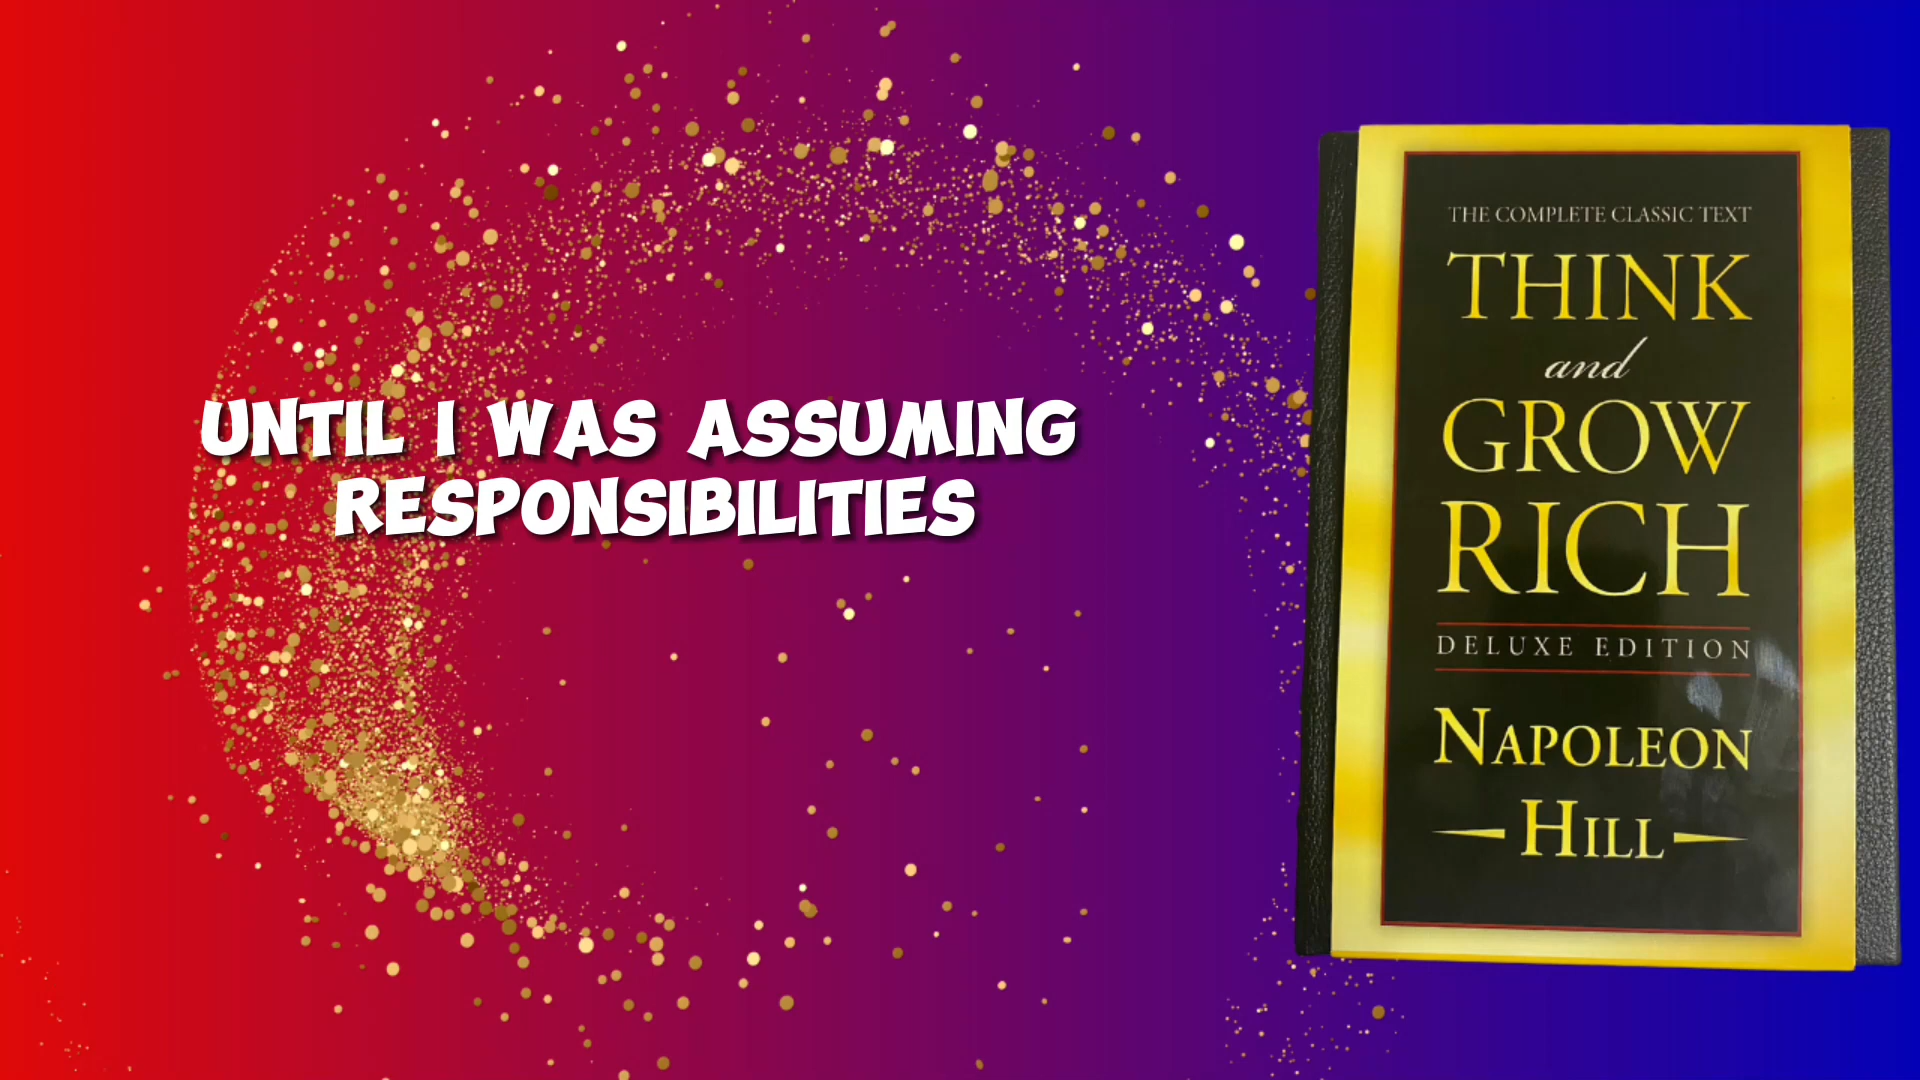 UNTIL I WAS ASSUMING
RESPONSIBILITIES
THE COMPLETE CLASSIC TEXT
THINK
and
GROW
RICH
DELUXE EDITION
NAPOLEON
HILL